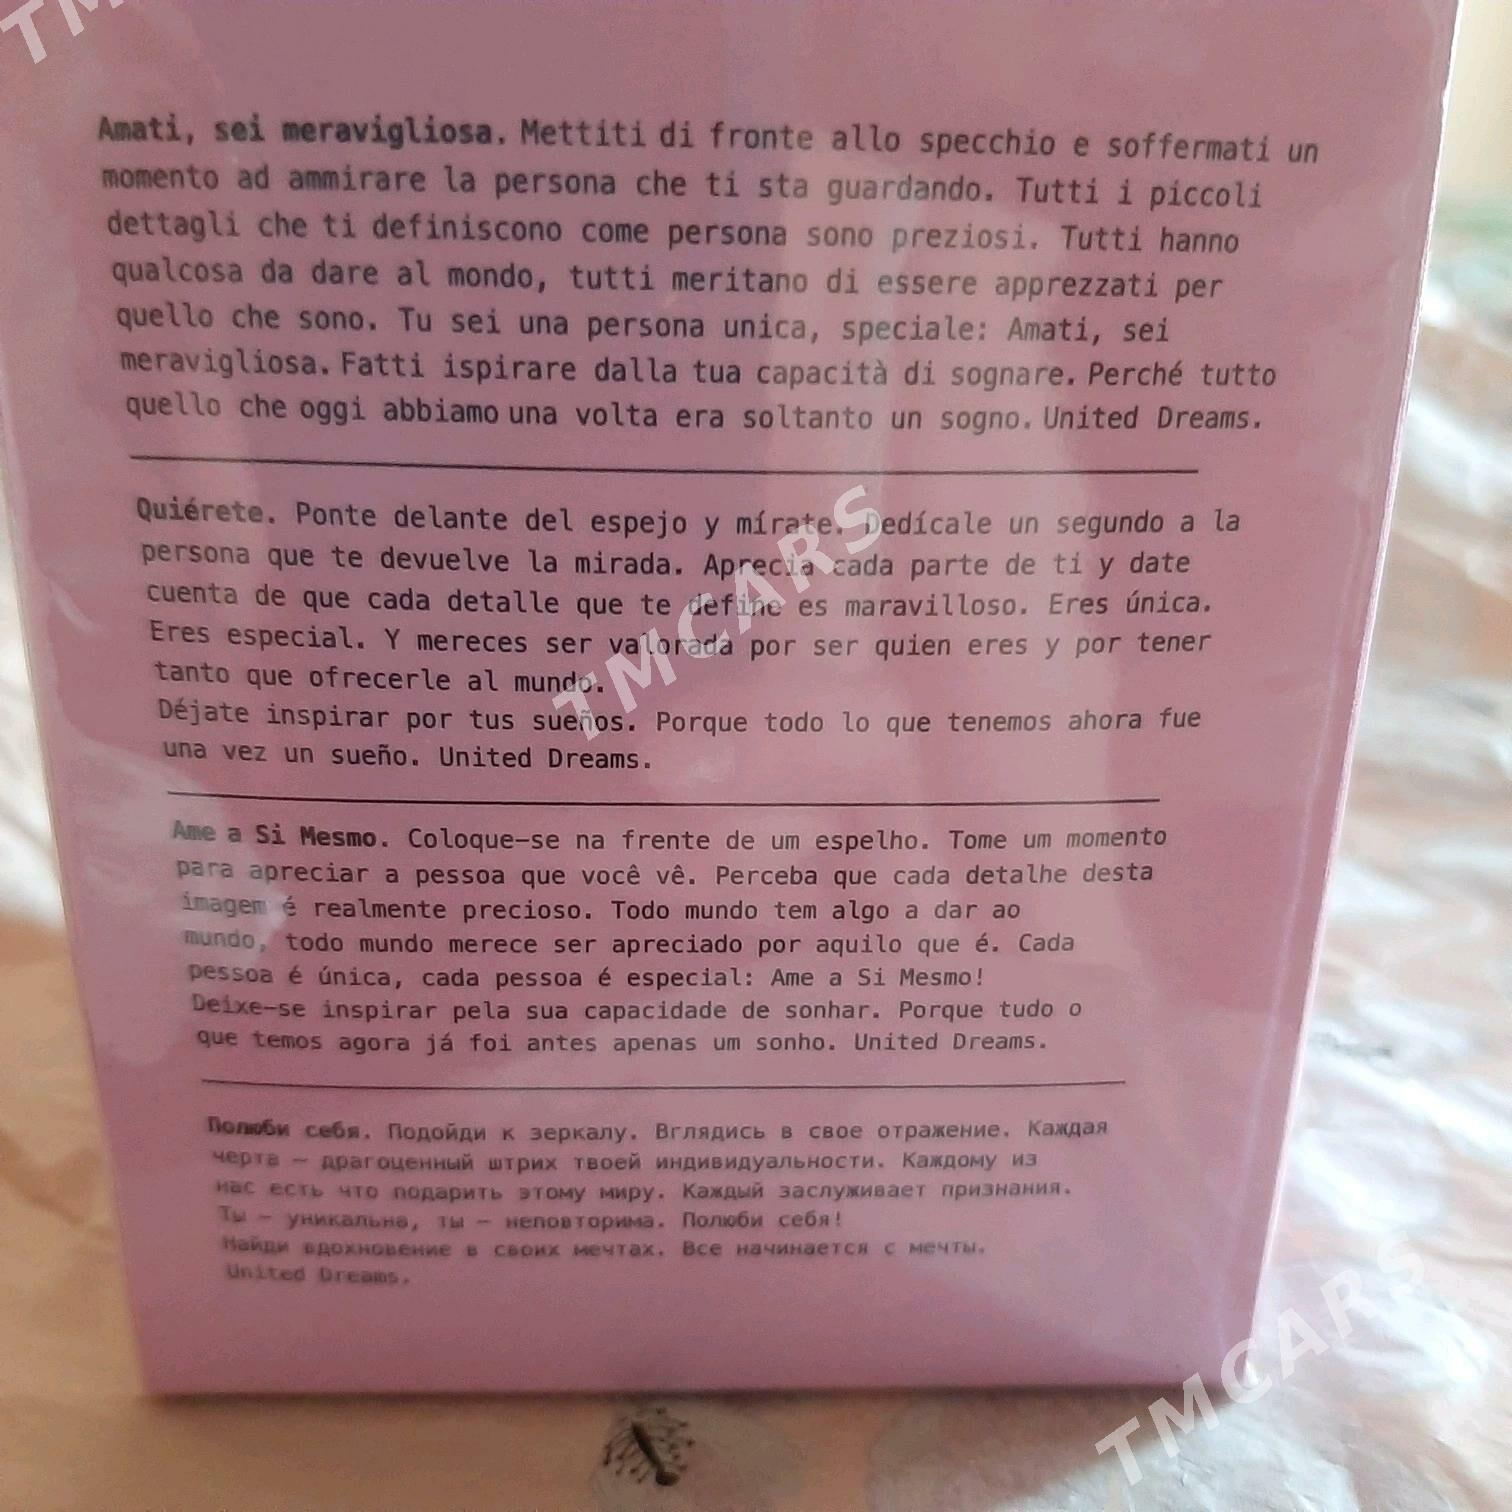 TM
Amati, sei meravigliosa. Mettiti di fronte allo specchio e soffermati un
momento ad ammirare la persona che ti sta guardando. Tutti i piccoli
dettagli che ti definiscono come persona sono preziosi. Tutti hanno
qualcosa da dare al mondo, tutti meritano di essere apprezzati per
quello che sono. Tu sei una persona unica, speciale: Amati, sei
meravigliosa. Fatti ispirare dalla tua capacità di sognare. Perché tutto
quello che oggi abbiamo una volta era soltanto un sogno. United Dreams.
Quiérete. Ponte delante del espejo y mírate. Dedícale un segundo a la
persona que te devuelve la mirada. Aprecia cada parte de ti y date
cuenta de que cada detalle que te define es maravilloso. Eres única.
Eres especial. Y mereces ser valorada por ser quien eres y por tener
tanto que ofrecerle al mundo.
Déjate inspirar por tus sueños. Porque todo lo que tenemos ahora fue
una vez un sueño. United Dreams.
TMCARS
Ame a Si Mesmo. Coloque-se na frente de um espelho. Tome um momento
para apreciar a pessoa que você vê. Perceba que cada detalhe desta
imagem é realmente precioso. Todo mundo tem algo a dar ao
mundo, todo mundo merece ser apreciado por aquilo que é. Cada
pessoa é única, cada pessoa é especial: Ame a Si Mesmo!
Deixe-se inspirar pela sua capacidade de sonhar. Porque tudo o
que temos agora já foi antes apenas um sonho. United Dreams.
Полюби себя. Подойди к зеркалу. Вглядись в свое отражение. Каждая
черта – драгоценный штрих твоей индивидуальности. Каждому из
нас есть что подарить этому миру. Каждый заслуживает признания.
Ты – уникальна, ты – неповторима. Полюби себя!
Найди вдохновение в своих мечтах. Все начинается с мечты.
United Dreams.
TMCARS